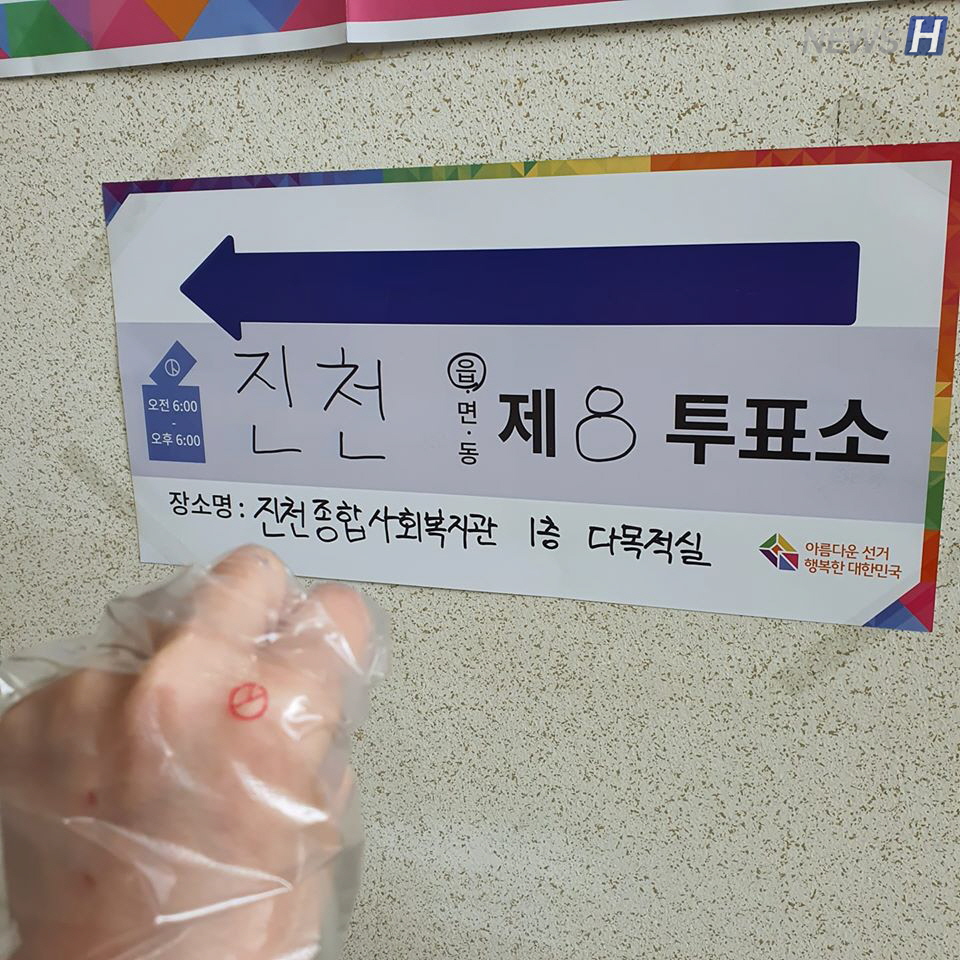 NEWS H
진천 읍·면·동 제8투표소
오전 6:00
-
오후 6:00
장소명: 진천종합사회복지관 1층 다목적실
아름다운 선거
행복한 대한민국